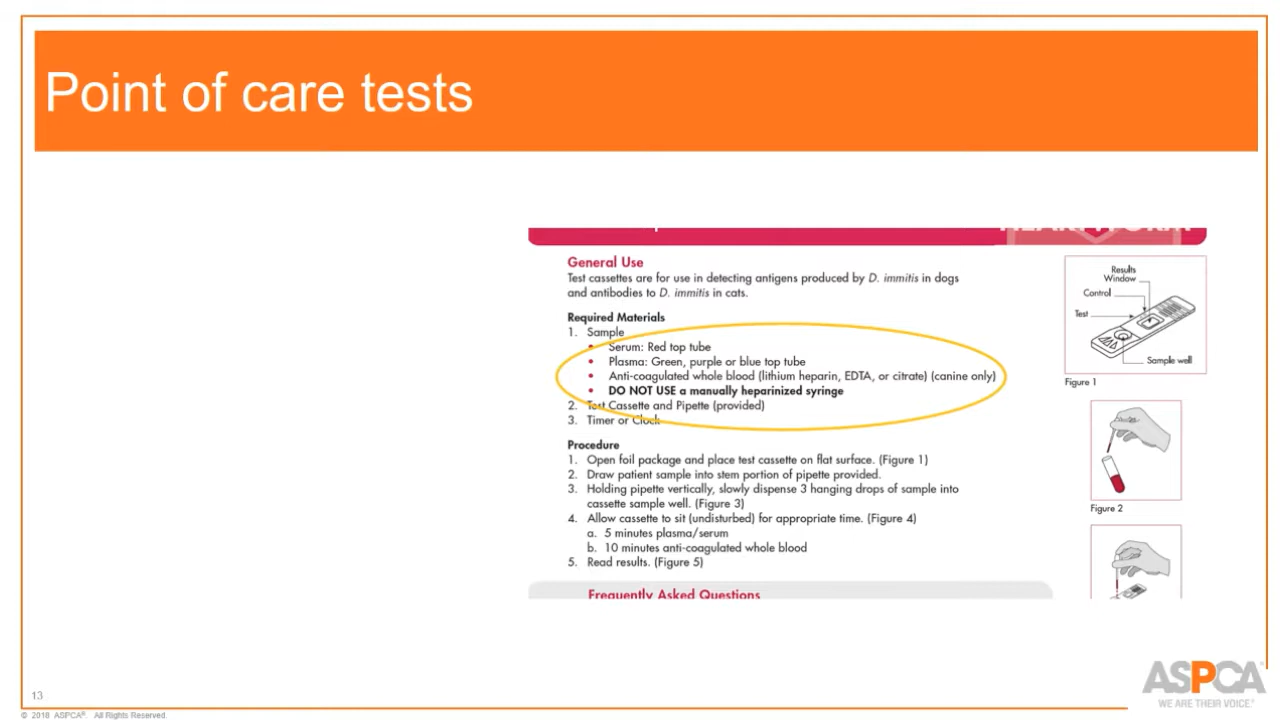 Point of care tests
General Use
Test cassettes are for use in detecting antigens produced by D. immitis in dogs
and antibodies to D. immitis in cats.
Required Materials
1. Sample
• Serum: Red top tube
• Plasma: Green, purple or blue top tube
• Anti-coagulated whole blood (lithium heparin, EDTA, or citrate) (canine only)
• DO NOT USE a manually heparinized syringe
2. Test Cassette and Pipette (provided)
3. Timer or Clock
Procedure
1. Open foil package and place test cassette on flat surface. (Figure 1)
2. Draw patient sample into stem portion of pipette provided.
3. Holding pipette vertically, slowly dispense 3 hanging drops of sample into
cassette sample well. (Figure 3)
4. Allow cassette to sit (undisturbed) for appropriate time. (Figure 4)
a. 5 minutes plasma/serum
b. 10 minutes anti-coagulated whole blood
5. Read results. (Figure 5)
Frequently Asked Questions
Results
Window
Control
Test
Sample well
Figure 1
Figure 2
13
© 2018 ASPCA®. All Rights Reserved.
ASPCA®
WE ARE THEIR VOICE.®